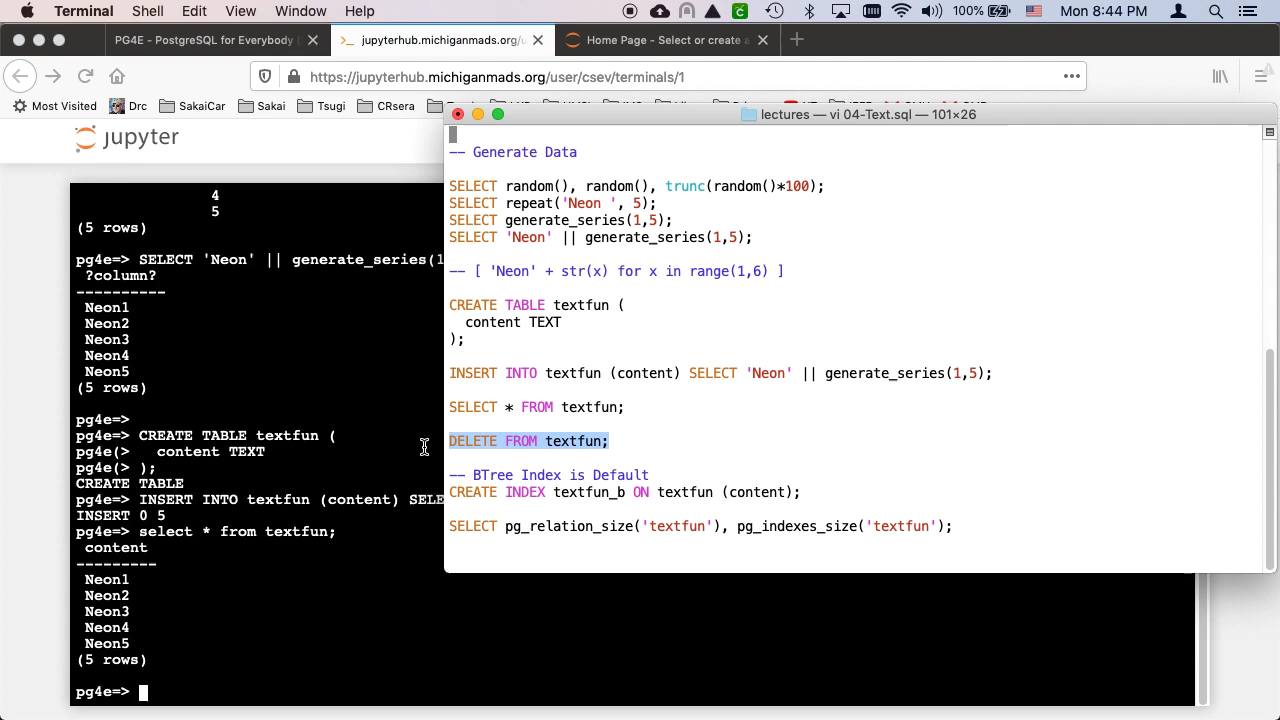 Terminal Shell Edit View Window Help 100% Mon 8:44 PM
PG4E - PostgreSQL for Everybody (
jupyterhub.michiganmads.org/u
Home Page - Select or create a
https://jupyterhub.michiganmads.org/user/csev/terminals/1
Most Visited Drc SakaiCar Sakai Tsugi CRsera
jupyter
4
5
(5 rows)
pg4e=> SELECT 'Neon' || generate_series(1
?column?
----------
Neon1
Neon2
Neon3
Neon4
Neon5
(5 rows)
pg4e=>
pg4e=> CREATE TABLE textfun (
pg4e(>   content TEXT
pg4e(> );
CREATE TABLE
pg4e=> INSERT INTO textfun (content) SELE
INSERT 0 5
pg4e=> select * from textfun;
content
---------
Neon1
Neon2
Neon3
Neon4
Neon5
(5 rows)
pg4e=>
lectures — vi 04-Text.sql — 101×26
-- Generate Data
SELECT random(), random(), trunc(random()*100);
SELECT repeat('Neon ', 5);
SELECT generate_series(1,5);
SELECT 'Neon' || generate_series(1,5);
-- [ 'Neon' + str(x) for x in range(1,6) ]
CREATE TABLE textfun (
  content TEXT
);
INSERT INTO textfun (content) SELECT 'Neon' || generate_series(1,5);
SELECT * FROM textfun;
DELETE FROM textfun;
-- BTree Index is Default
CREATE INDEX textfun_b ON textfun (content);
SELECT pg_relation_size('textfun'), pg_indexes_size('textfun');